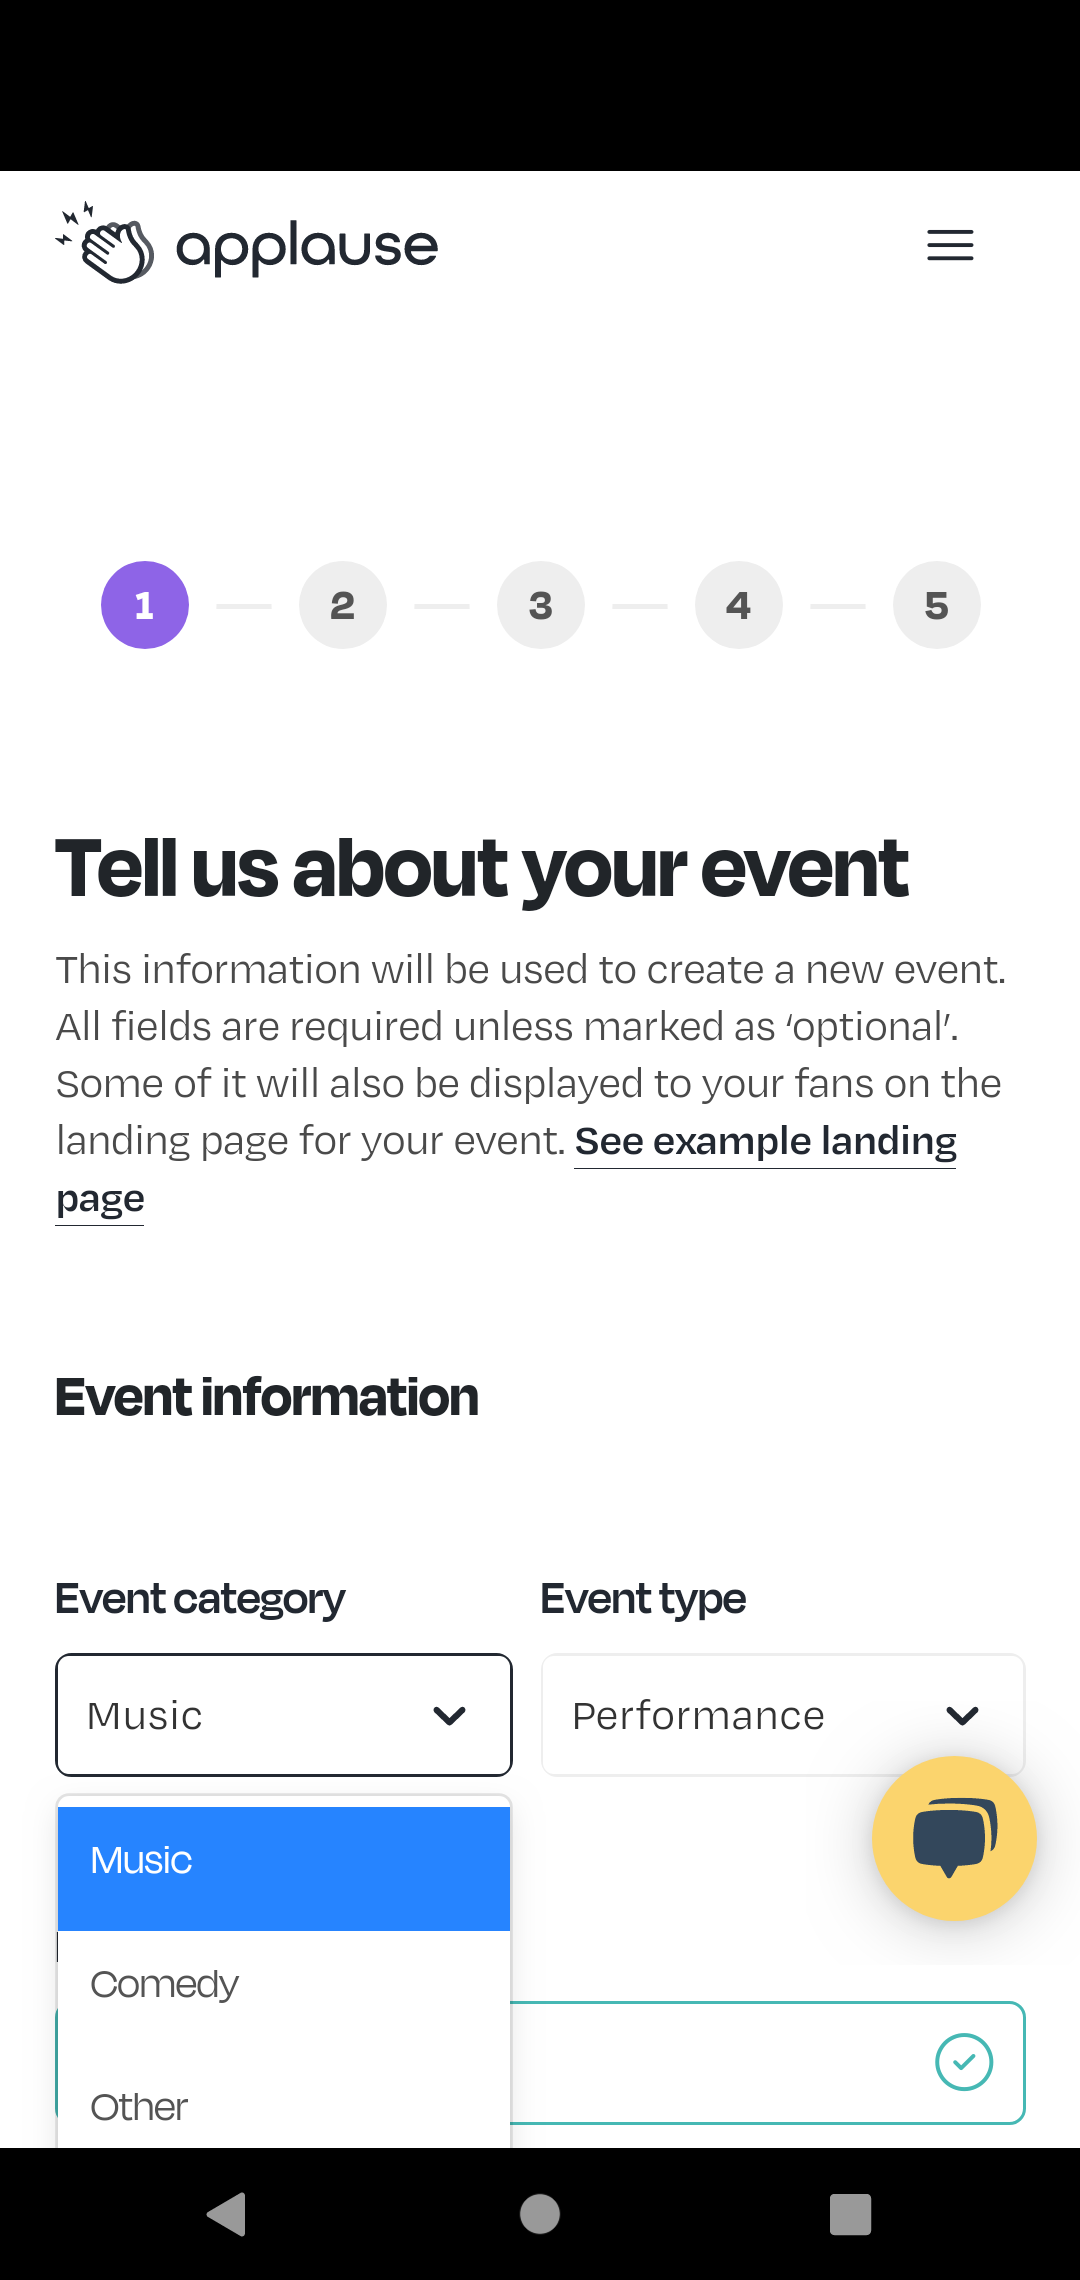 applause
1 2 3 4 5
Tell us about your event
This information will be used to create a new event.
All fields are required unless marked as ‘optional’.
Some of it will also be displayed to your fans on the
landing page for your event. See example landing
page
Event information
Event category Event type
Music Performance
Music
Comedy
Other